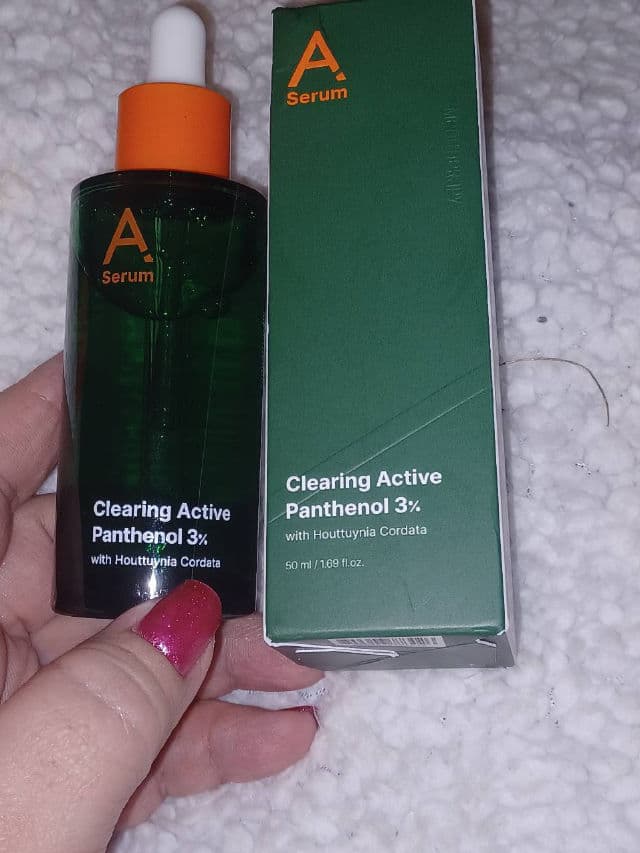 A.
Serum
Clearing Active
Panthenol 3%
with Houttuynia Cordata
A.
Serum
Clearing Active
Panthenol 3%
with Houttuynia Cordata
50 ml / 1.69 fl.oz.